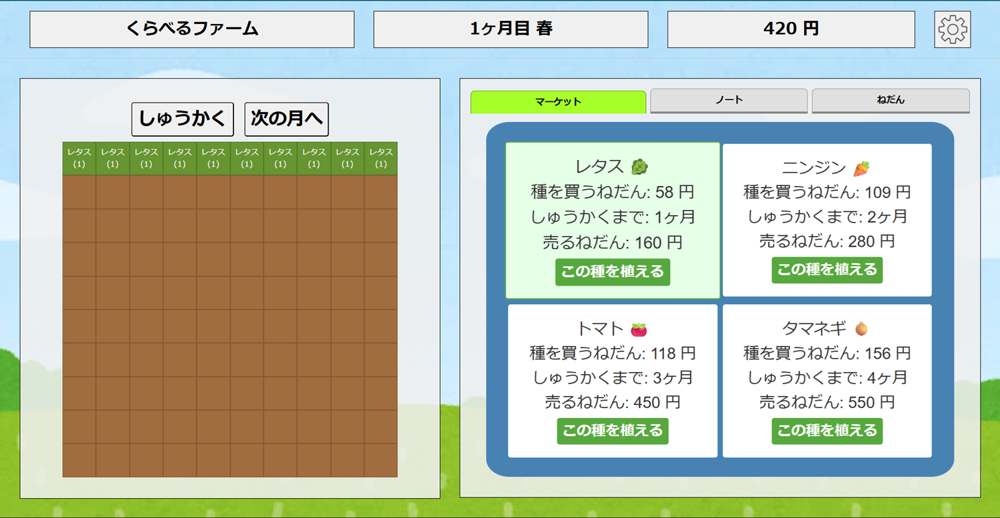 くらべるファーム
1ヶ月目 春
420 円
しゅうかく
次の月へ
レタス レタス レタス レタス レタス レタス レタス レタス レタス レタス
(1) (1) (1) (1) (1) (1) (1) (1) (1) (1)
マーケット
ノート
ねだん
レタス
種を買うねだん: 58 円
しゅうかくまで: 1ヶ月
売るねだん: 160 円
この種を植える
ニンジン
種を買うねだん: 109 円
しゅうかくまで: 2ヶ月
売るねだん: 280 円
この種を植える
トマト
種を買うねだん: 118 円
しゅうかくまで: 3ヶ月
売るねだん: 450 円
この種を植える
タマネギ
種を買うねだん: 156 円
しゅうかくまで: 4ヶ月
売るねだん: 550 円
この種を植える